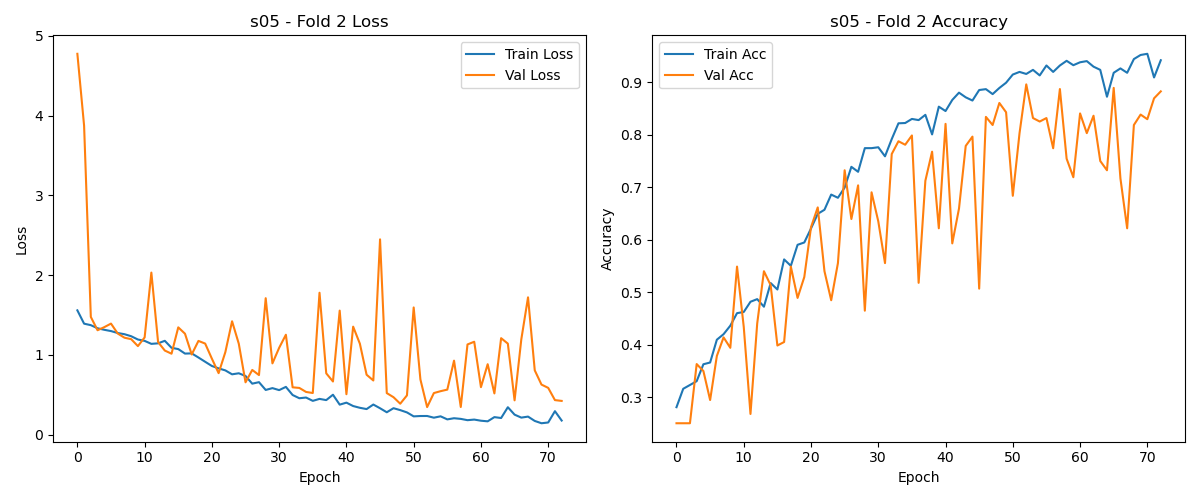 s05 - Fold 2 Loss
Train Loss
Val Loss
5
4
3
2
1
0
Loss
0 10 20 30 40 50 60 70
Epoch
s05 - Fold 2 Accuracy
Train Acc
Val Acc
0.9
0.8
0.7
0.6
0.5
0.4
0.3
Accuracy
0 10 20 30 40 50 60 70
Epoch